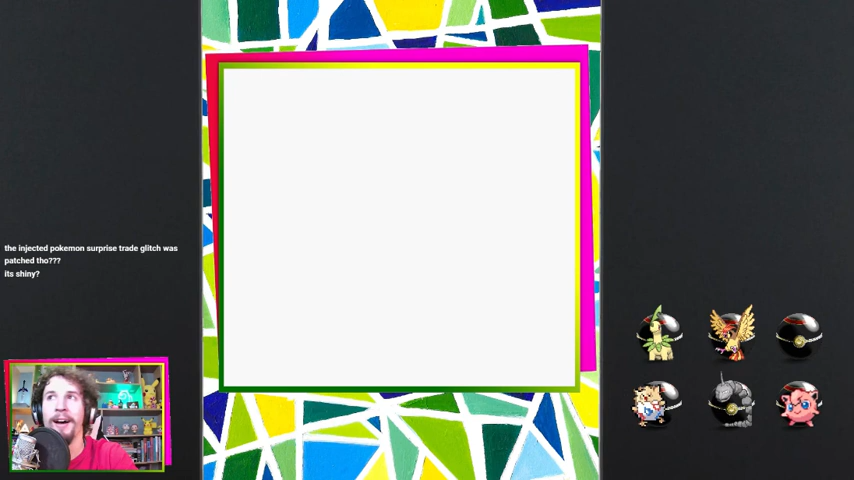 the injected pokemon surprise trade glitch was
patched tho???
its shiny?